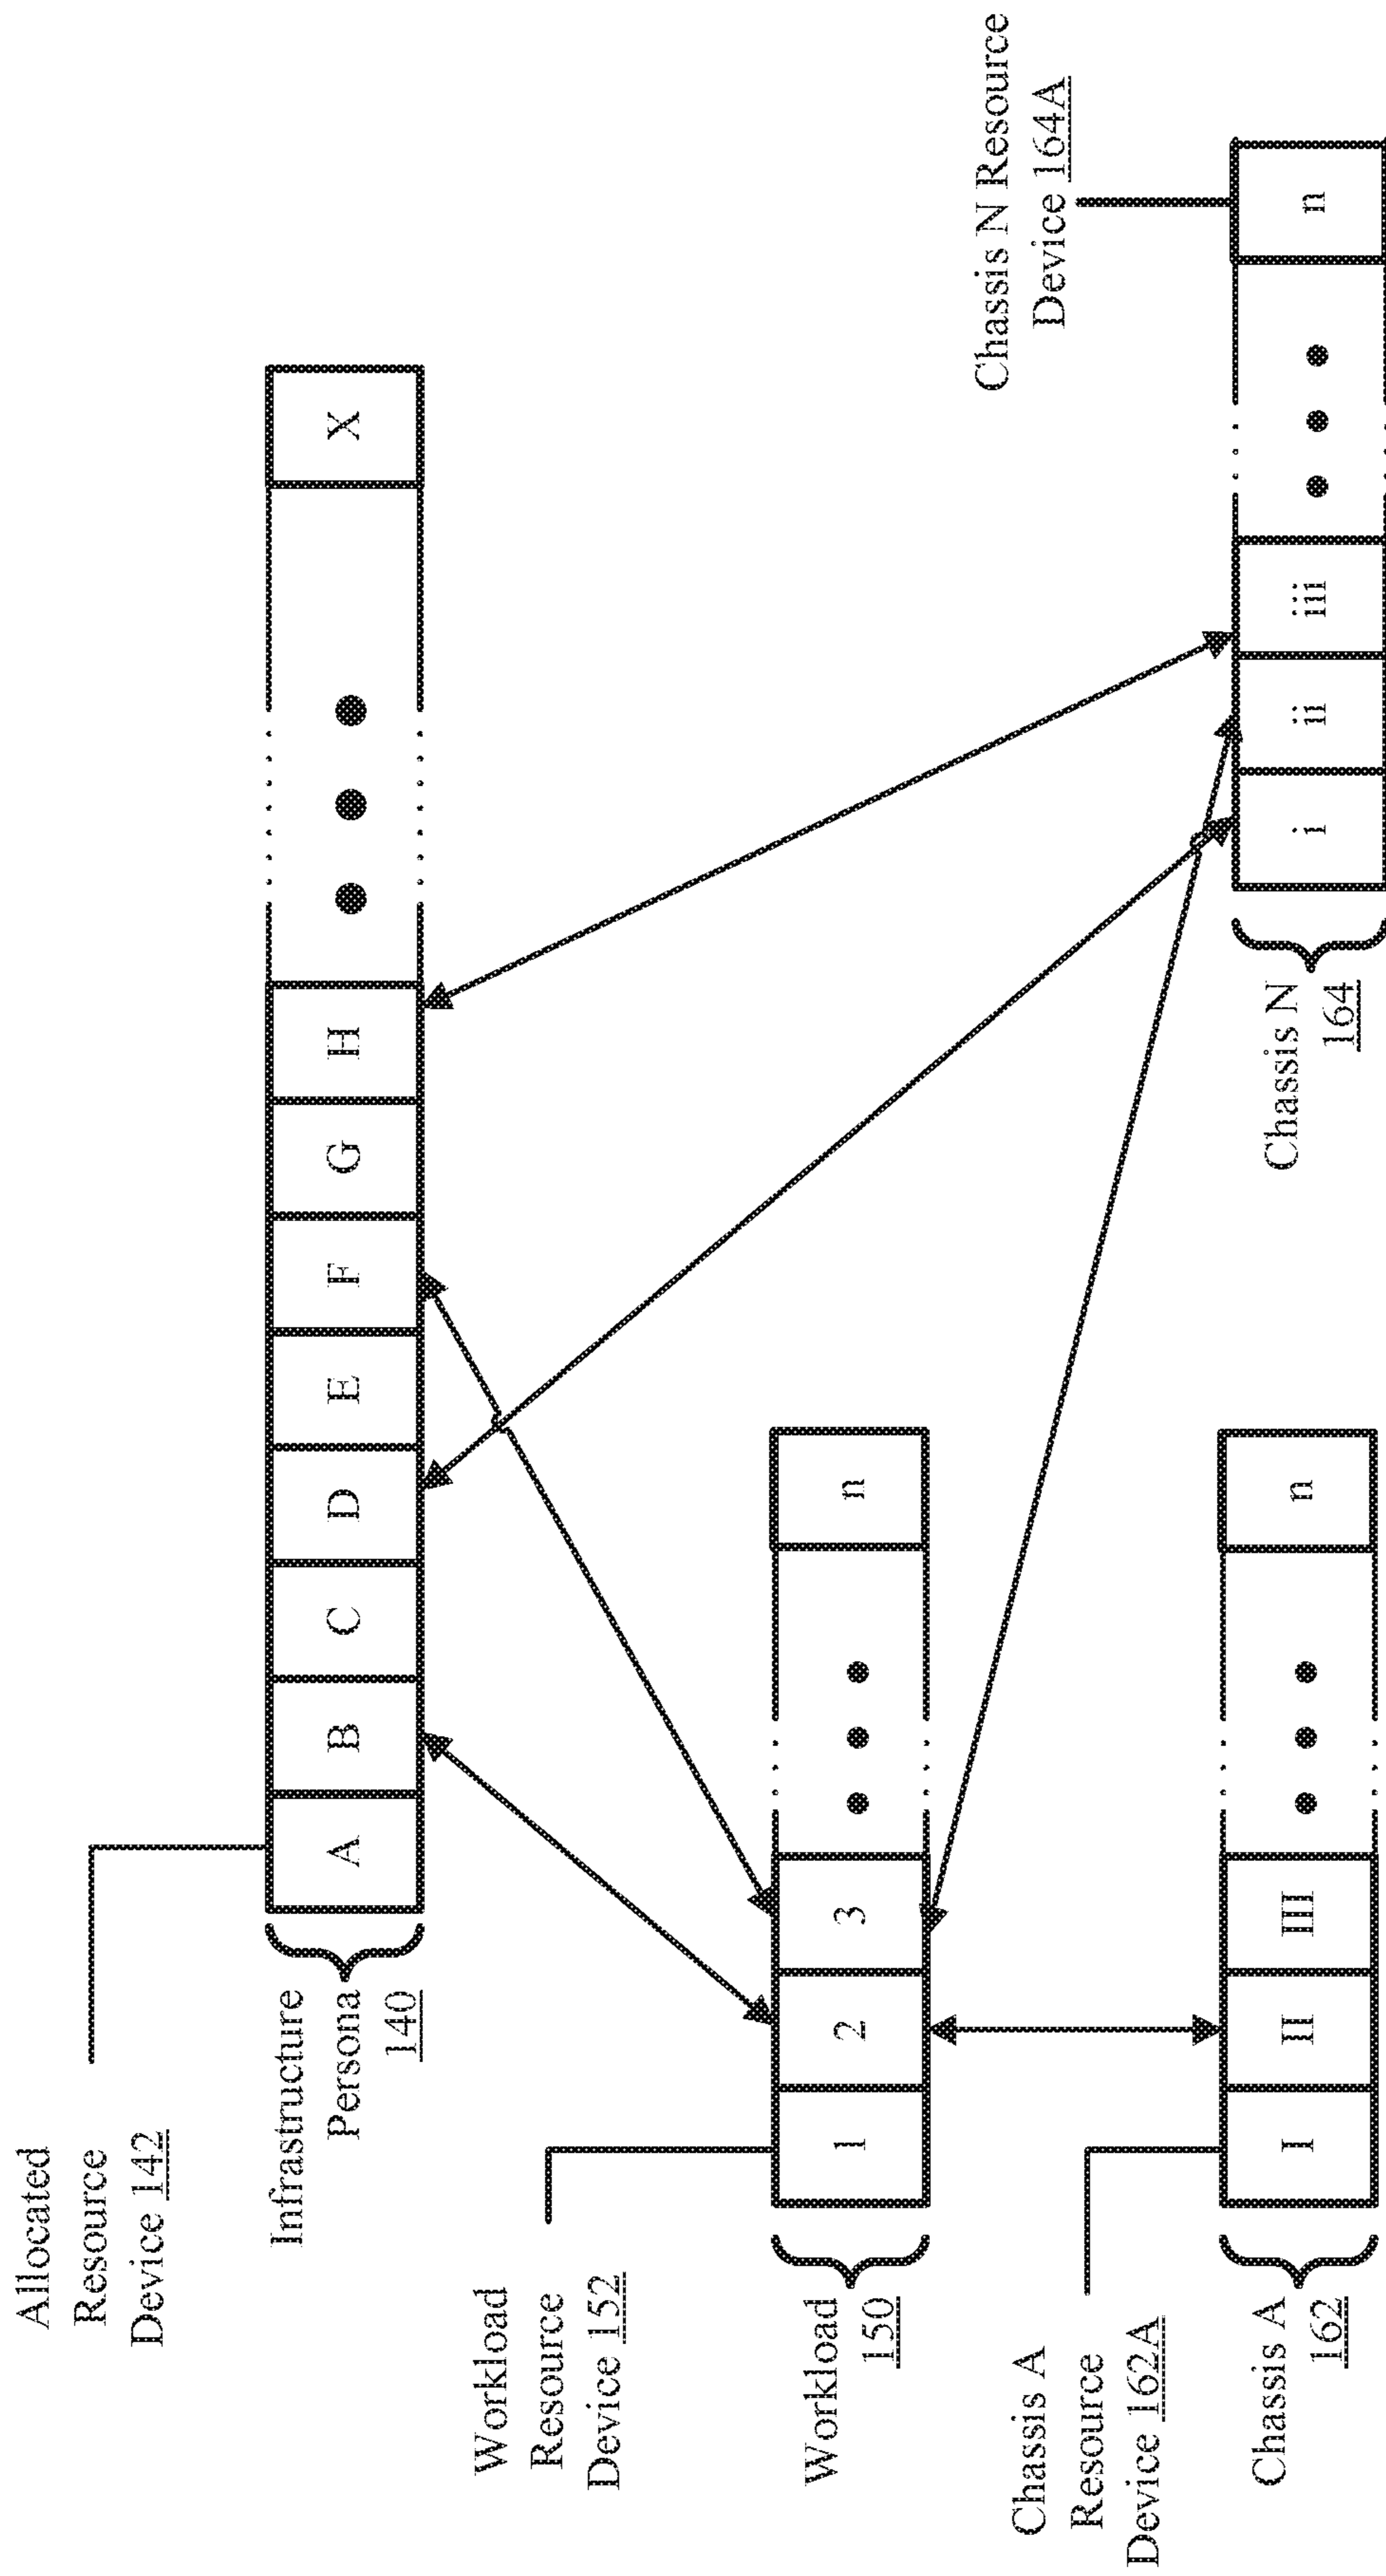 Allocated
Resource
Device 142
Infrastructure
Persona
140
A
B
C
D
E
F
G
H
X
Workload
Resource
Device 152
Workload
150
1
2
3
n
Chassis A
Resource
Device 162A
Chassis A
162
I
II
III
n
Chassis N Resource
Device 164A
Chassis N
164
i
ii
iii
n